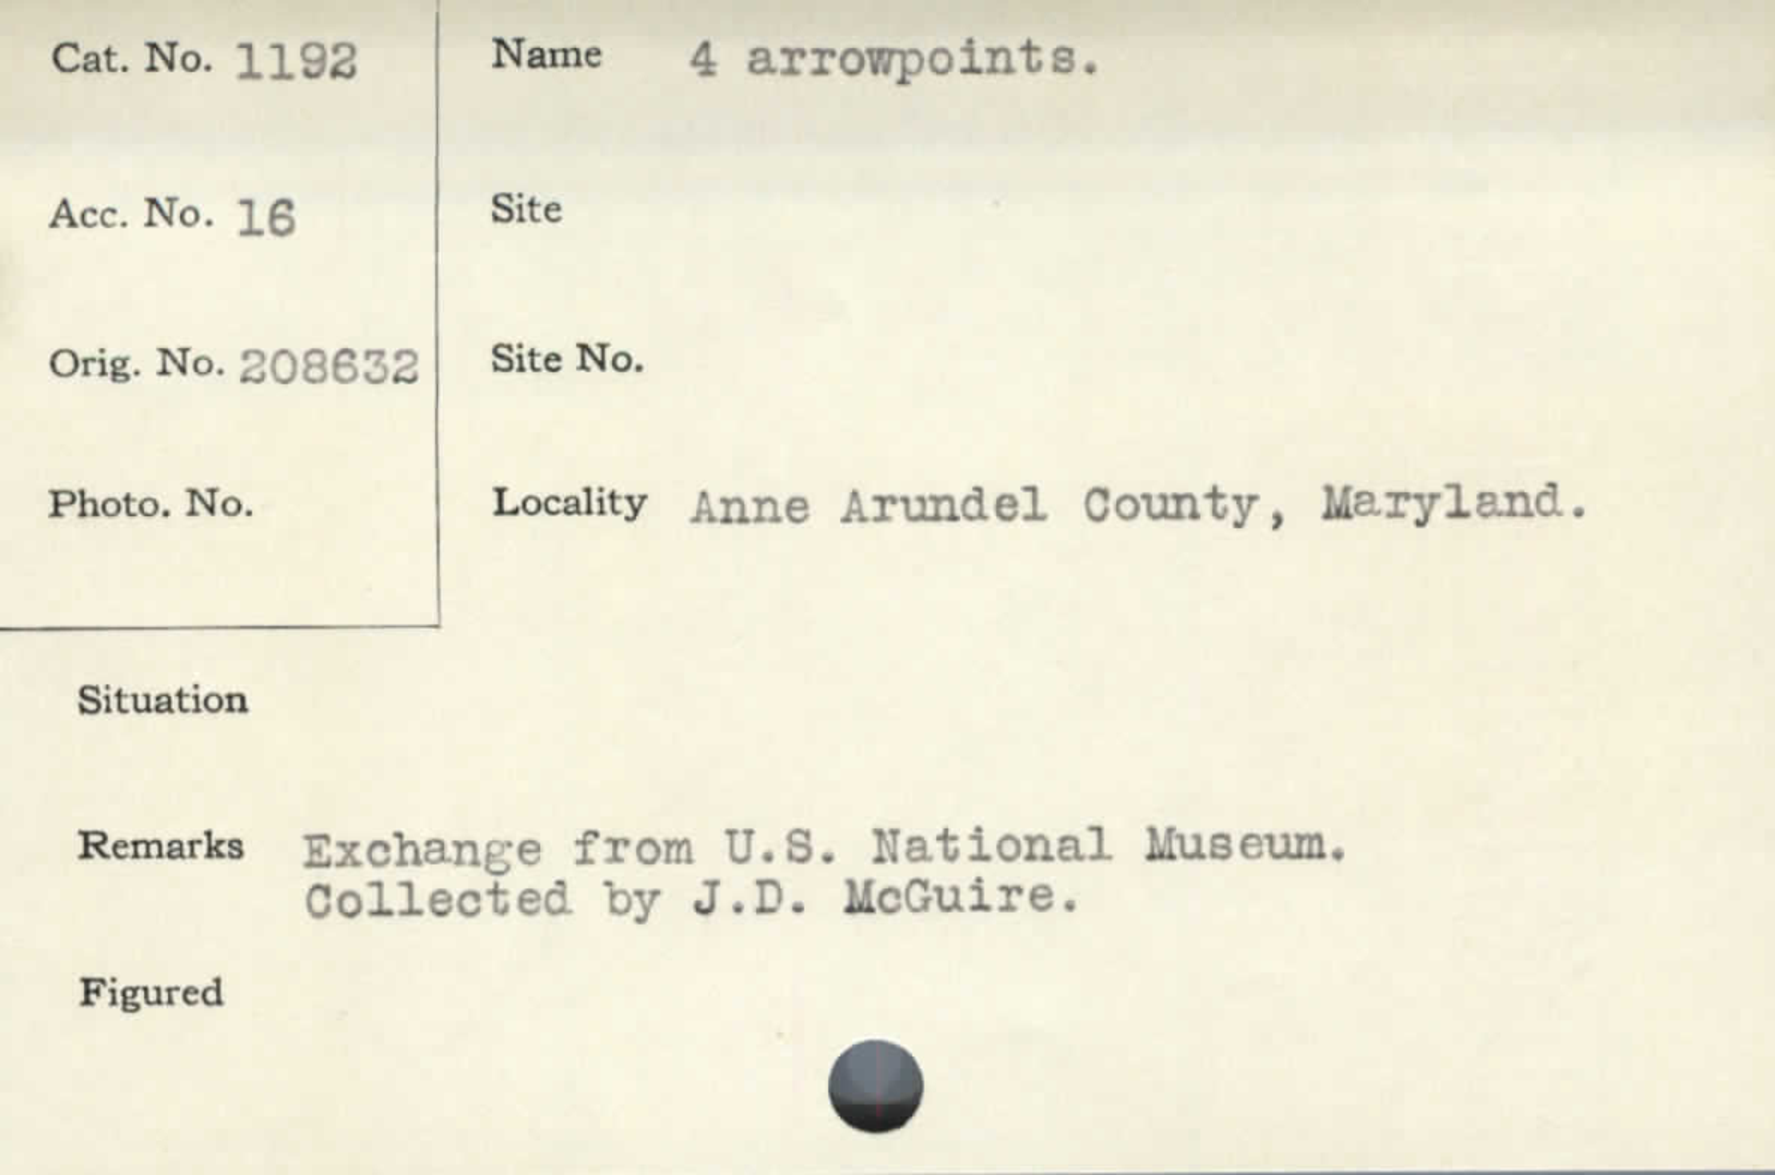 Cat. No. 1192
Name 4 arrowpoints.
Acc. No. 16
Site
Orig. No. 208632
Site No.
Photo. No.
Locality Anne Arundel County, Maryland.
Situation
Remarks Exchange from U.S. National Museum.
Collected by J.D. McGuire.
Figured